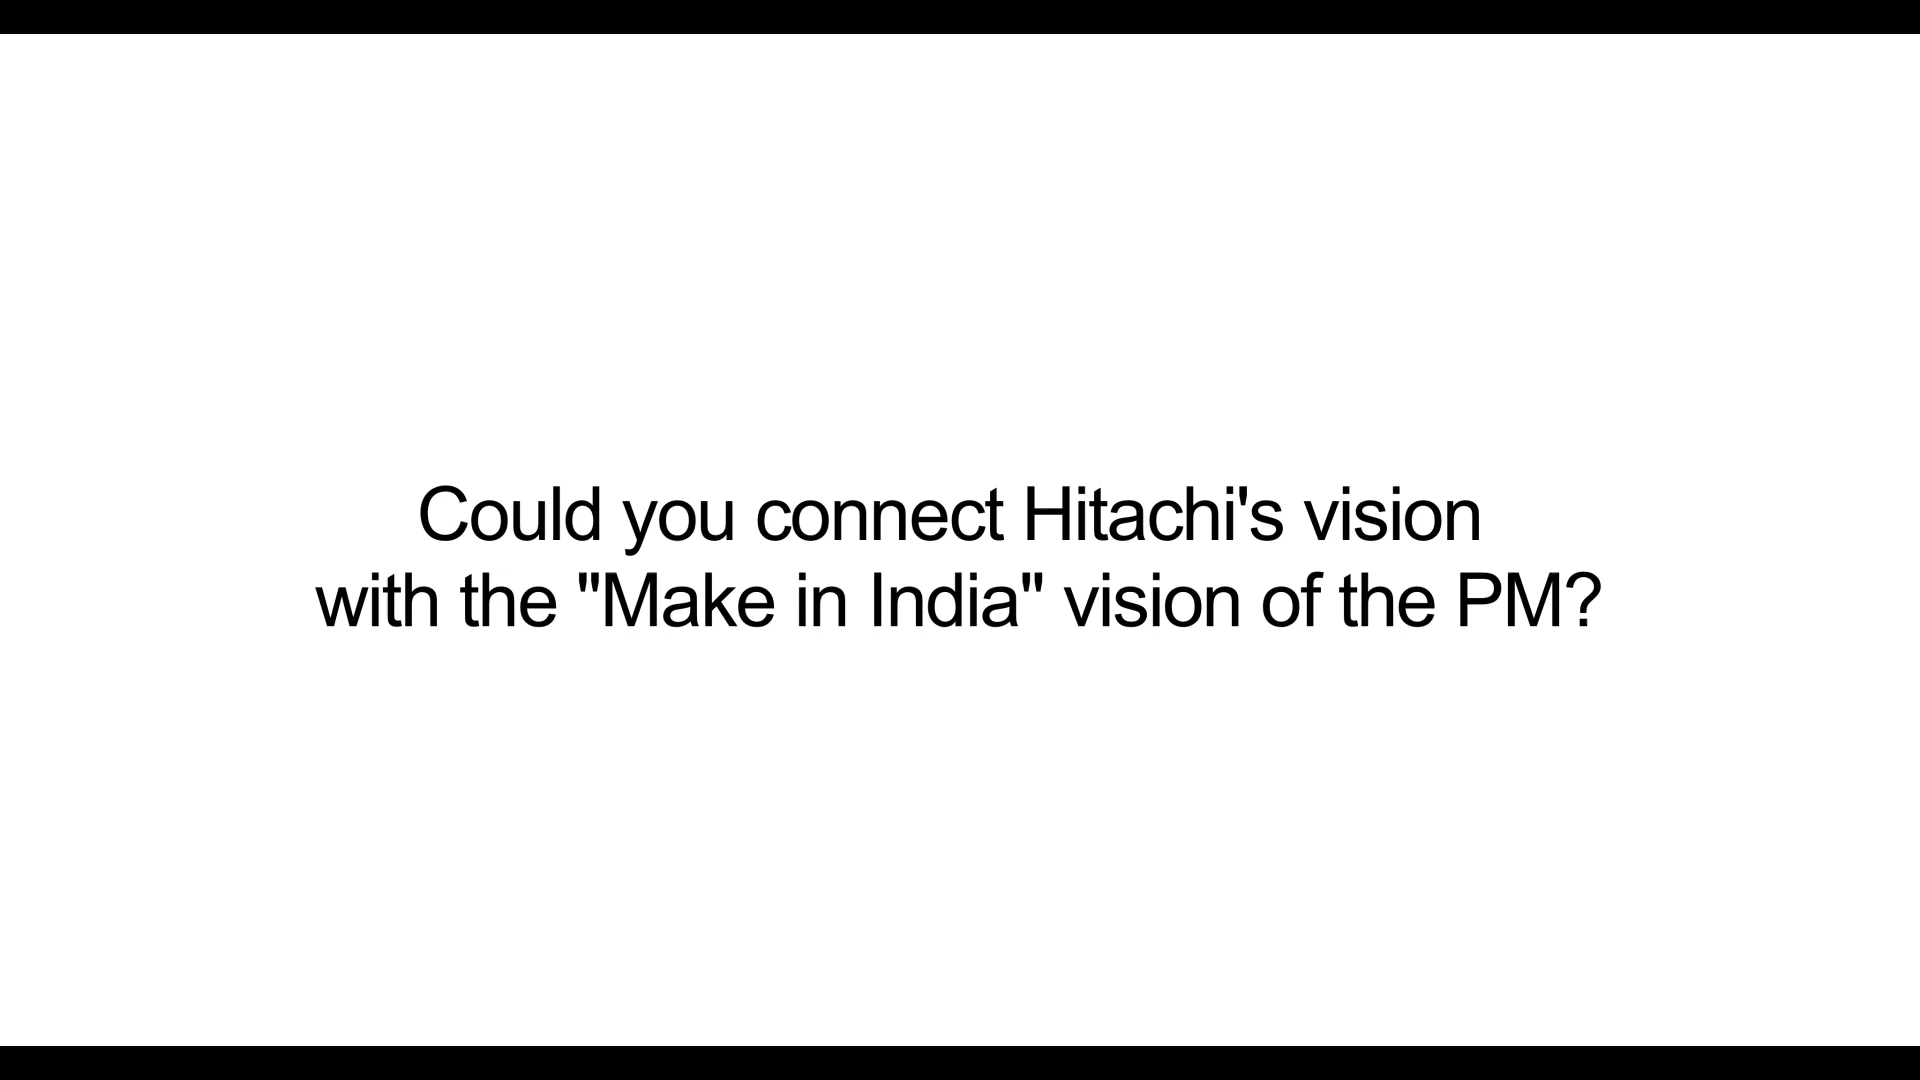 Could you connect Hitachi's vision
with the "Make in India" vision of the PM?